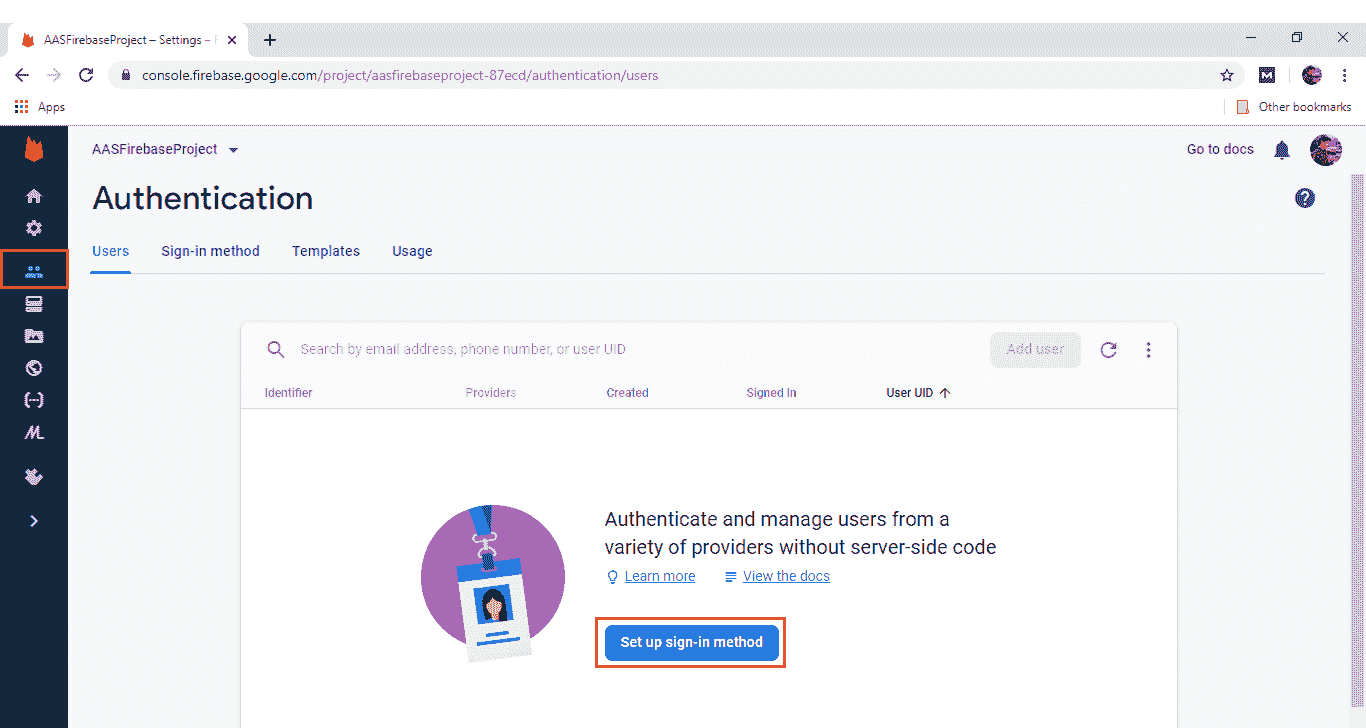 AASFirebaseProject – Settings –
console.firebase.google.com/project/aasfirebaseproject-87ecd/authentication/users
Apps
Other bookmarks
AASFirebaseProject
Go to docs
Authentication
Users Sign-in method Templates Usage
Search by email address, phone number, or user UID
Add user
Identifier Providers Created Signed In User UID
Authenticate and manage users from a
variety of providers without server-side code
Learn more View the docs
Set up sign-in method